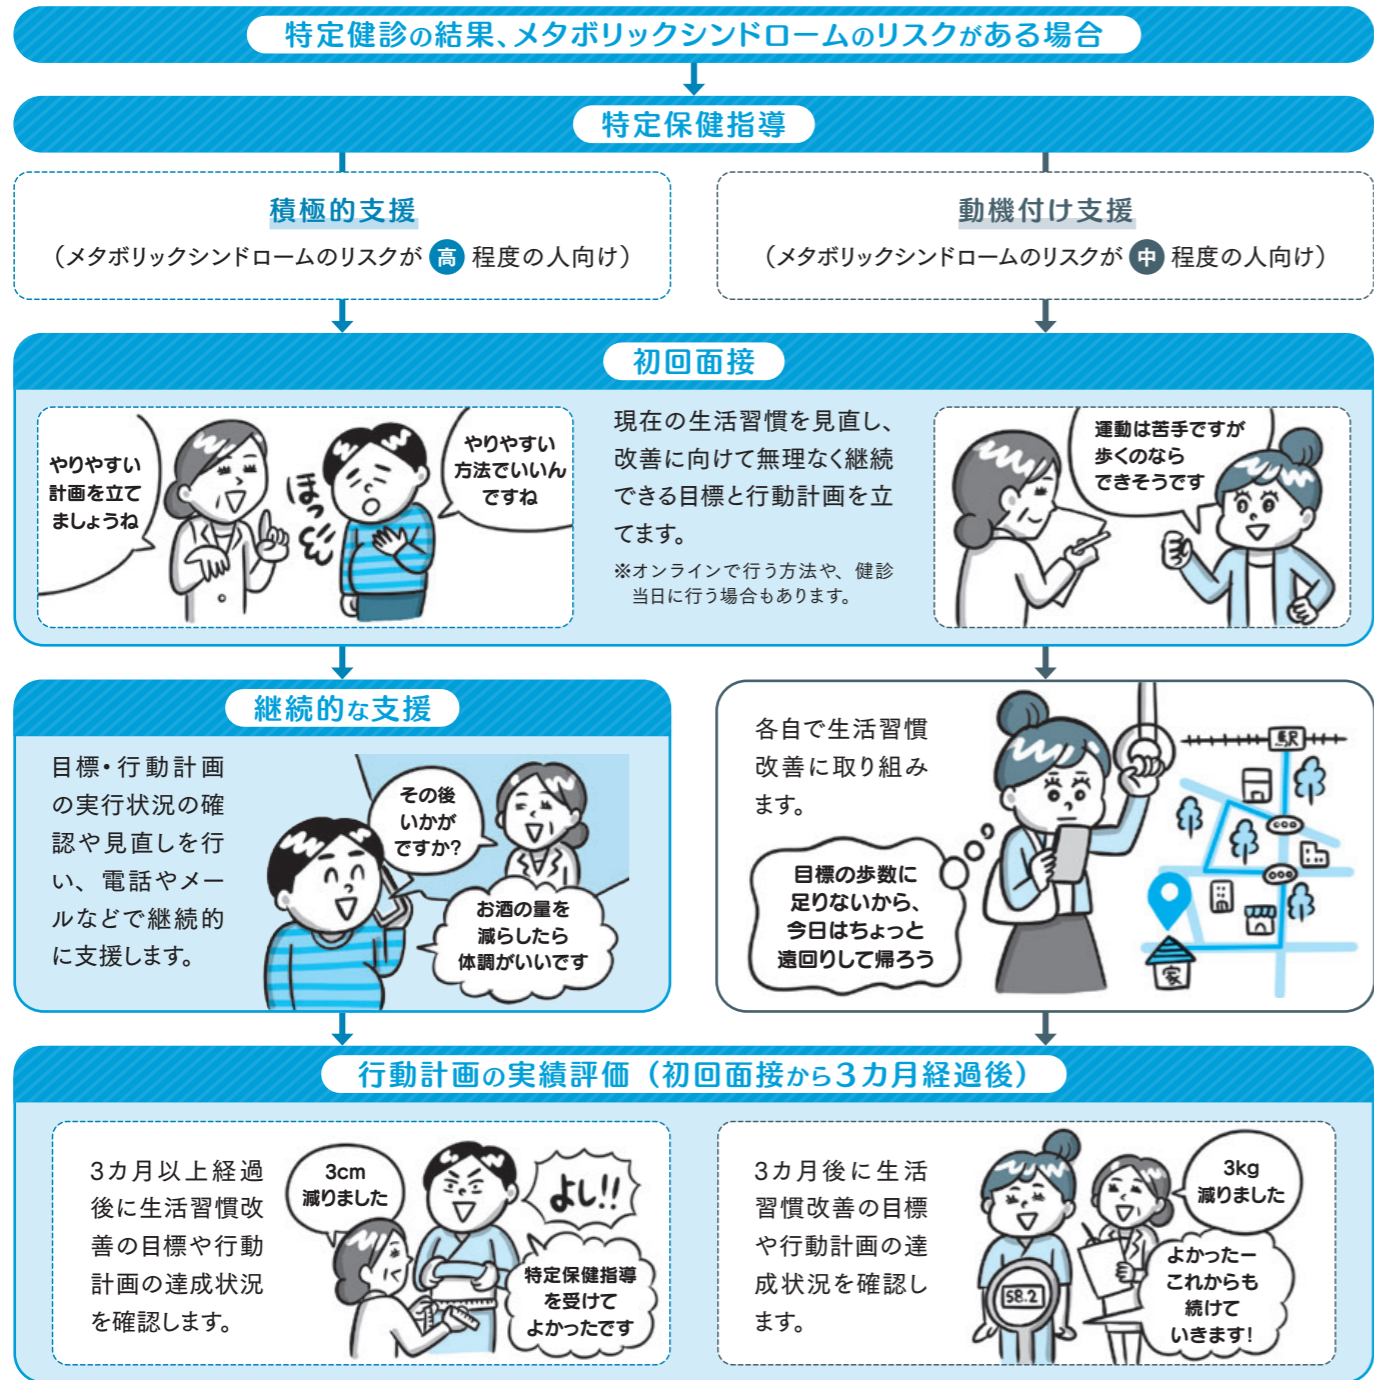 特定健診の結果、メタボリックシンドロームのリスクがある場合
特定保健指導
積極的支援
（メタボリックシンドロームのリスクが 高 程度の人向け）
動機付け支援
（メタボリックシンドロームのリスクが 中 程度の人向け）
初回面接
やりやすい
計画を立て
ましょうね
ほっ
やりやすい
方法でいいん
ですね
現在の生活習慣を見直し、
改善に向けて無理なく継続
できる目標と行動計画を立
てます。
※オンラインで行う方法や、健診
当日に行う場合もあります。
運動は苦手ですが
歩くのなら
できそうです
継続的な支援
目標・行動計画
の実行状況の確
認や見直しを行
い、電話やメー
ルなどで継続的
に支援します。
その後
いかが
ですか?
お酒の量を
減らしたら
体調がいいです
各自で生活習慣
改善に取り組み
ます。
目標の歩数に
足りないから、
今日はちょっと
遠回りして帰ろう
駅
家
行動計画の実績評価（初回面接から3カ月経過後）
3カ月以上経過
後に生活習慣改
善の目標や行動
計画の達成状況
を確認します。
3cm
減りました
よし!!
特定保健指導
を受けて
よかったです
3カ月後に生活
習慣改善の目標
や行動計画の達
成状況を確認し
ます。
58.2
3kg
減りました
よかったー
これからも
続けて
いきます!